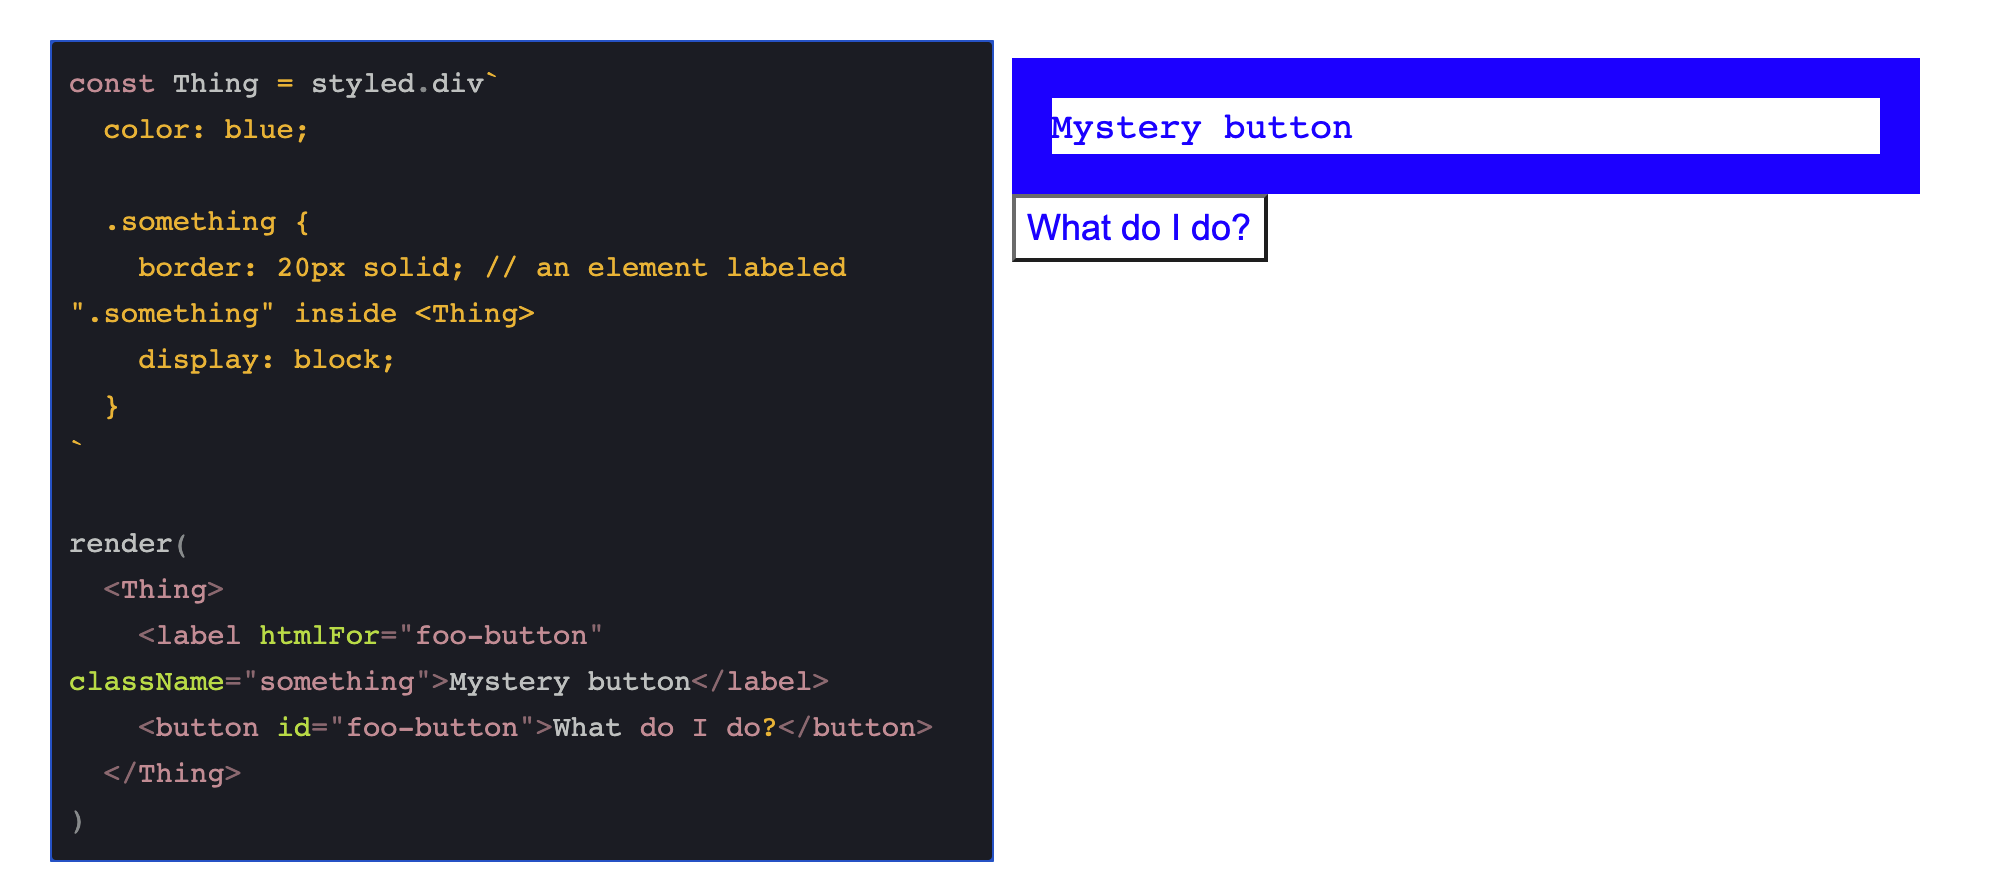 const Thing = styled.div`
  color: blue;

  .something {
    border: 20px solid; // an element labeled
".something" inside <Thing>
    display: block;
  }
`

render(
  <Thing>
    <label htmlFor="foo-button"
className="something">Mystery button</label>
    <button id="foo-button">What do I do?</button>
  </Thing>
)
Mystery button
What do I do?